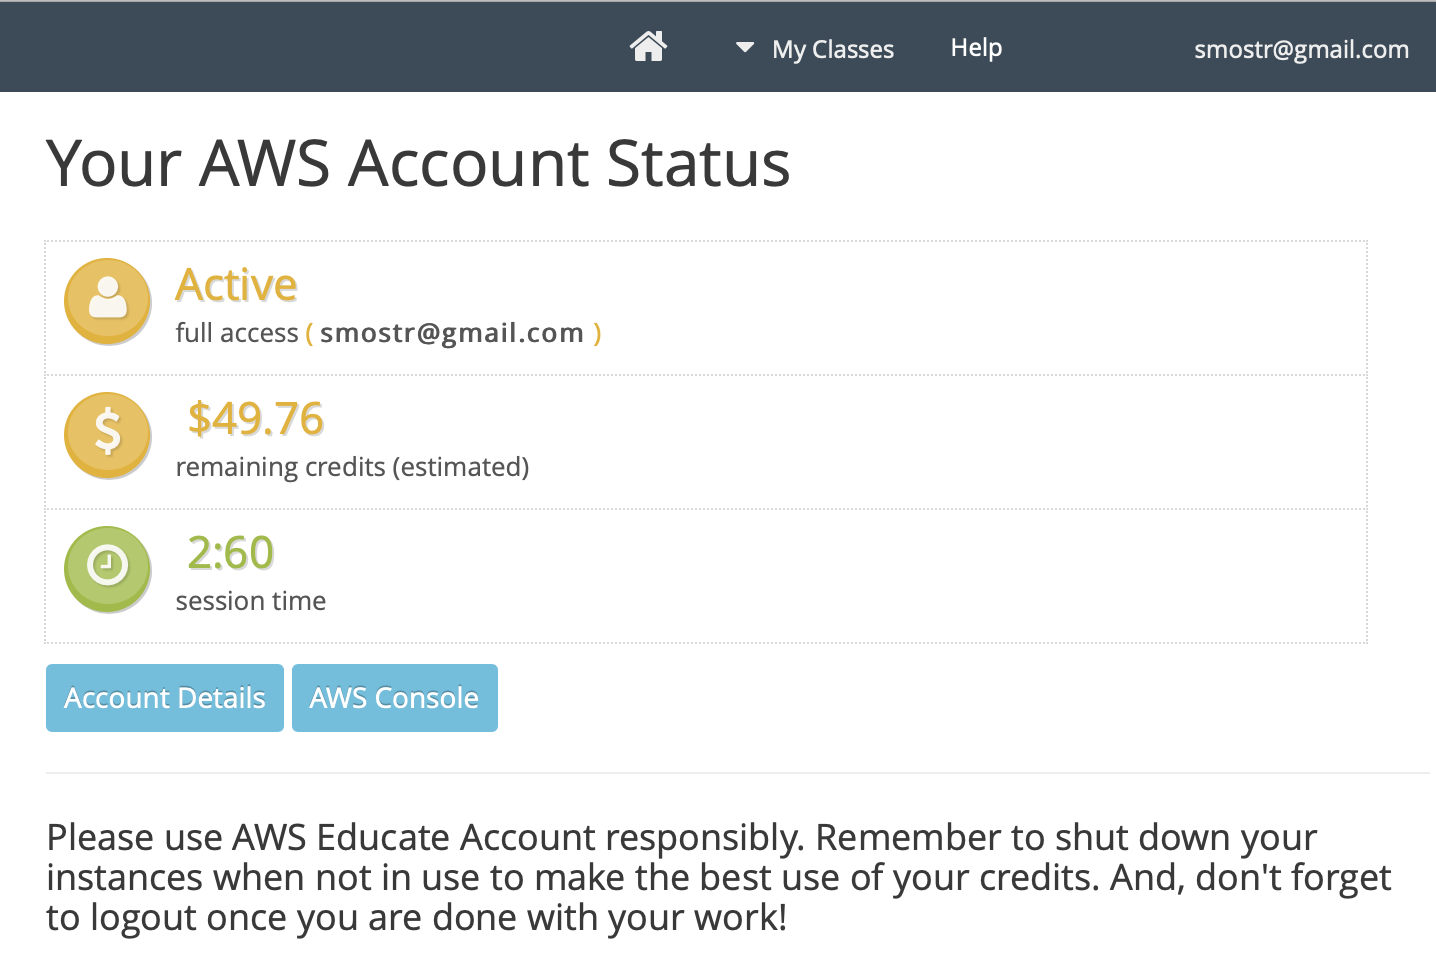 My Classes Help smostr@gmail.com
Your AWS Account Status
Active
full access ( smostr@gmail.com )
$49.76
remaining credits (estimated)
2:60
session time
Account Details AWS Console
Please use AWS Educate Account responsibly. Remember to shut down your
instances when not in use to make the best use of your credits. And, don't forget
to logout once you are done with your work!